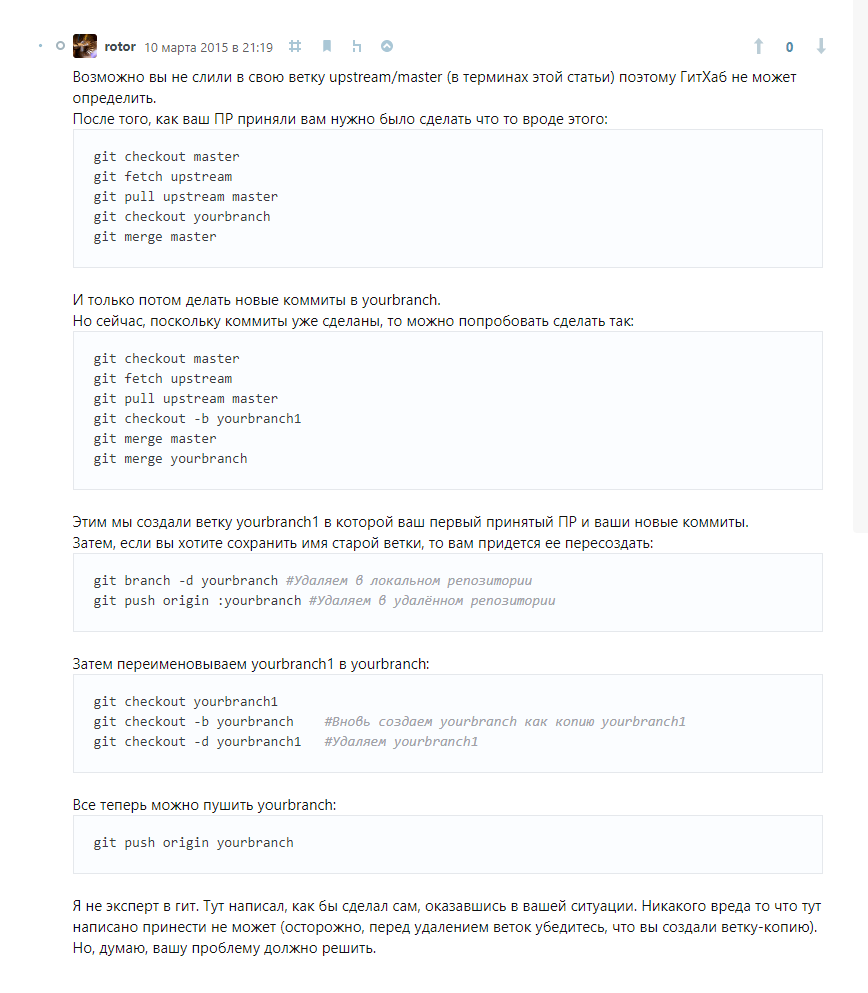 rotor 10 марта 2015 в 21:19 0
Возможно вы не слили в свою ветку upstream/master (в терминах этой статьи) поэтому ГитХаб не может
определить.
После того, как ваш ПР приняли вам нужно было сделать что то вроде этого:
git checkout master
git fetch upstream
git pull upstream master
git checkout yourbranch
git merge master
И только потом делать новые коммиты в yourbranch.
Но сейчас, поскольку коммиты уже сделаны, то можно попробовать сделать так:
git checkout master
git fetch upstream
git pull upstream master
git checkout -b yourbranch1
git merge master
git merge yourbranch
Этим мы создали ветку yourbranch1 в которой ваш первый принятый ПР и ваши новые коммиты.
Затем, если вы хотите сохранить имя старой ветки, то вам придется ее пересоздать:
git branch -d yourbranch #Удаляем в локальном репозитории
git push origin :yourbranch #Удаляем в удалённом репозитории
Затем переименовываем yourbranch1 в yourbranch:
git checkout yourbranch1
git checkout -b yourbranch #Вновь создаем yourbranch как копию yourbranch1
git checkout -d yourbranch1 #Удаляем yourbranch1
Все теперь можно пушить yourbranch:
git push origin yourbranch
Я не эксперт в гит. Тут написал, как бы сделал сам, оказавшись в вашей ситуации. Никакого вреда то что тут
написано принести не может (осторожно, перед удалением веток убедитесь, что вы создали ветку-копию).
Но, думаю, вашу проблему должно решить.